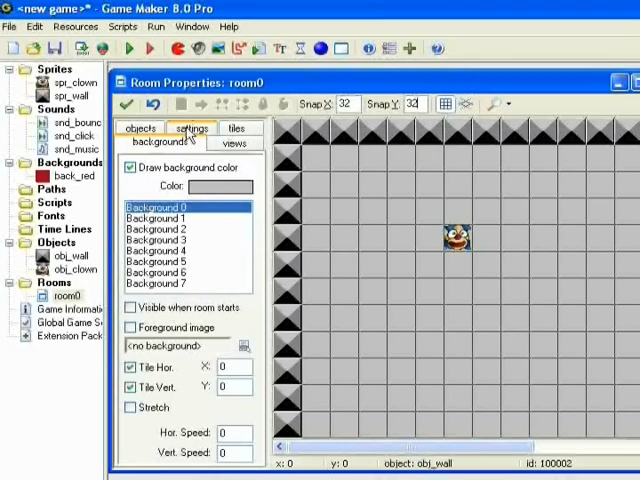 <new game>* - Game Maker 8.0 Pro
File Edit Resources Scripts Run Window Help
Sprites
spr_clown
spr_wall
Sounds
snd_bounc
snd_click
snd_music
Backgrounds
back_red
Paths
Scripts
Fonts
Time Lines
Objects
obj_wall
obj_clown
Rooms
room0
Game Informati
Global Game S
Extension Pack
Room Properties: room0
Snap X: 32 Snap Y: 32
objects settings tiles
backgrounds views
Draw background color
Color:
Background 0
Background 1
Background 2
Background 3
Background 4
Background 5
Background 6
Background 7
Visible when room starts
Foreground image
<no background>
Tile Hor. X: 0
Tile Vert. Y: 0
Stretch
Hor. Speed: 0
Vert. Speed: 0
x: 0 y: 0 object: obj_wall id: 100002